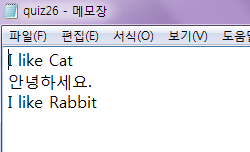 quiz26 - 메모장
파일(F) 편집(E) 서식(O) 보기(V) 도움말
I like Cat
안녕하세요.
I like Rabbit